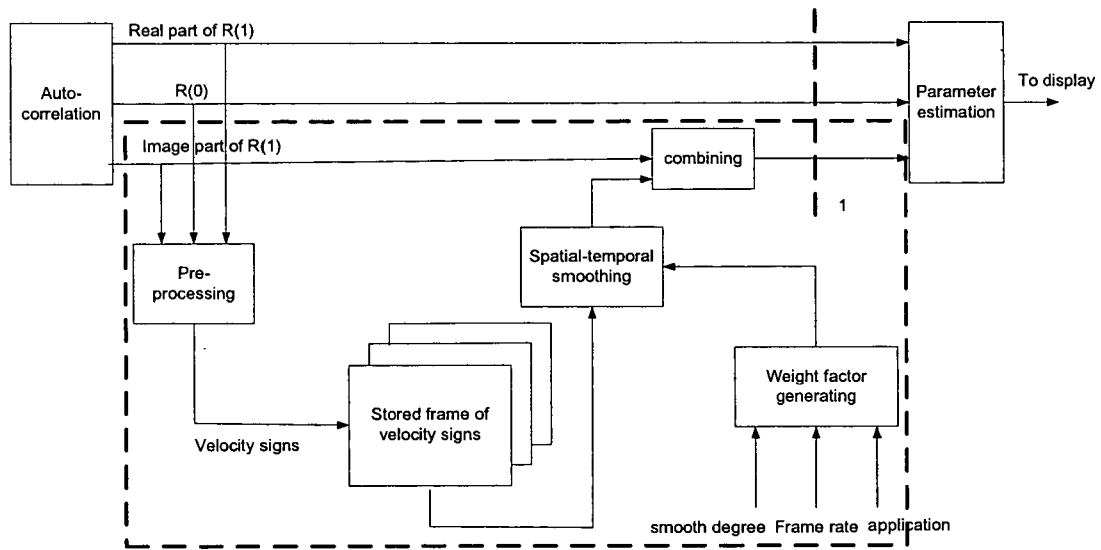 Real part of R(1)
Auto-
correlation
R(0)
Image part of R(1)
Parameter
estimation
To display
combining
1
Pre-
processing
Spatial-temporal
smoothing
Stored frame of
velocity signs
Velocity signs
Weight factor
generating
smooth degree
Frame rate
application